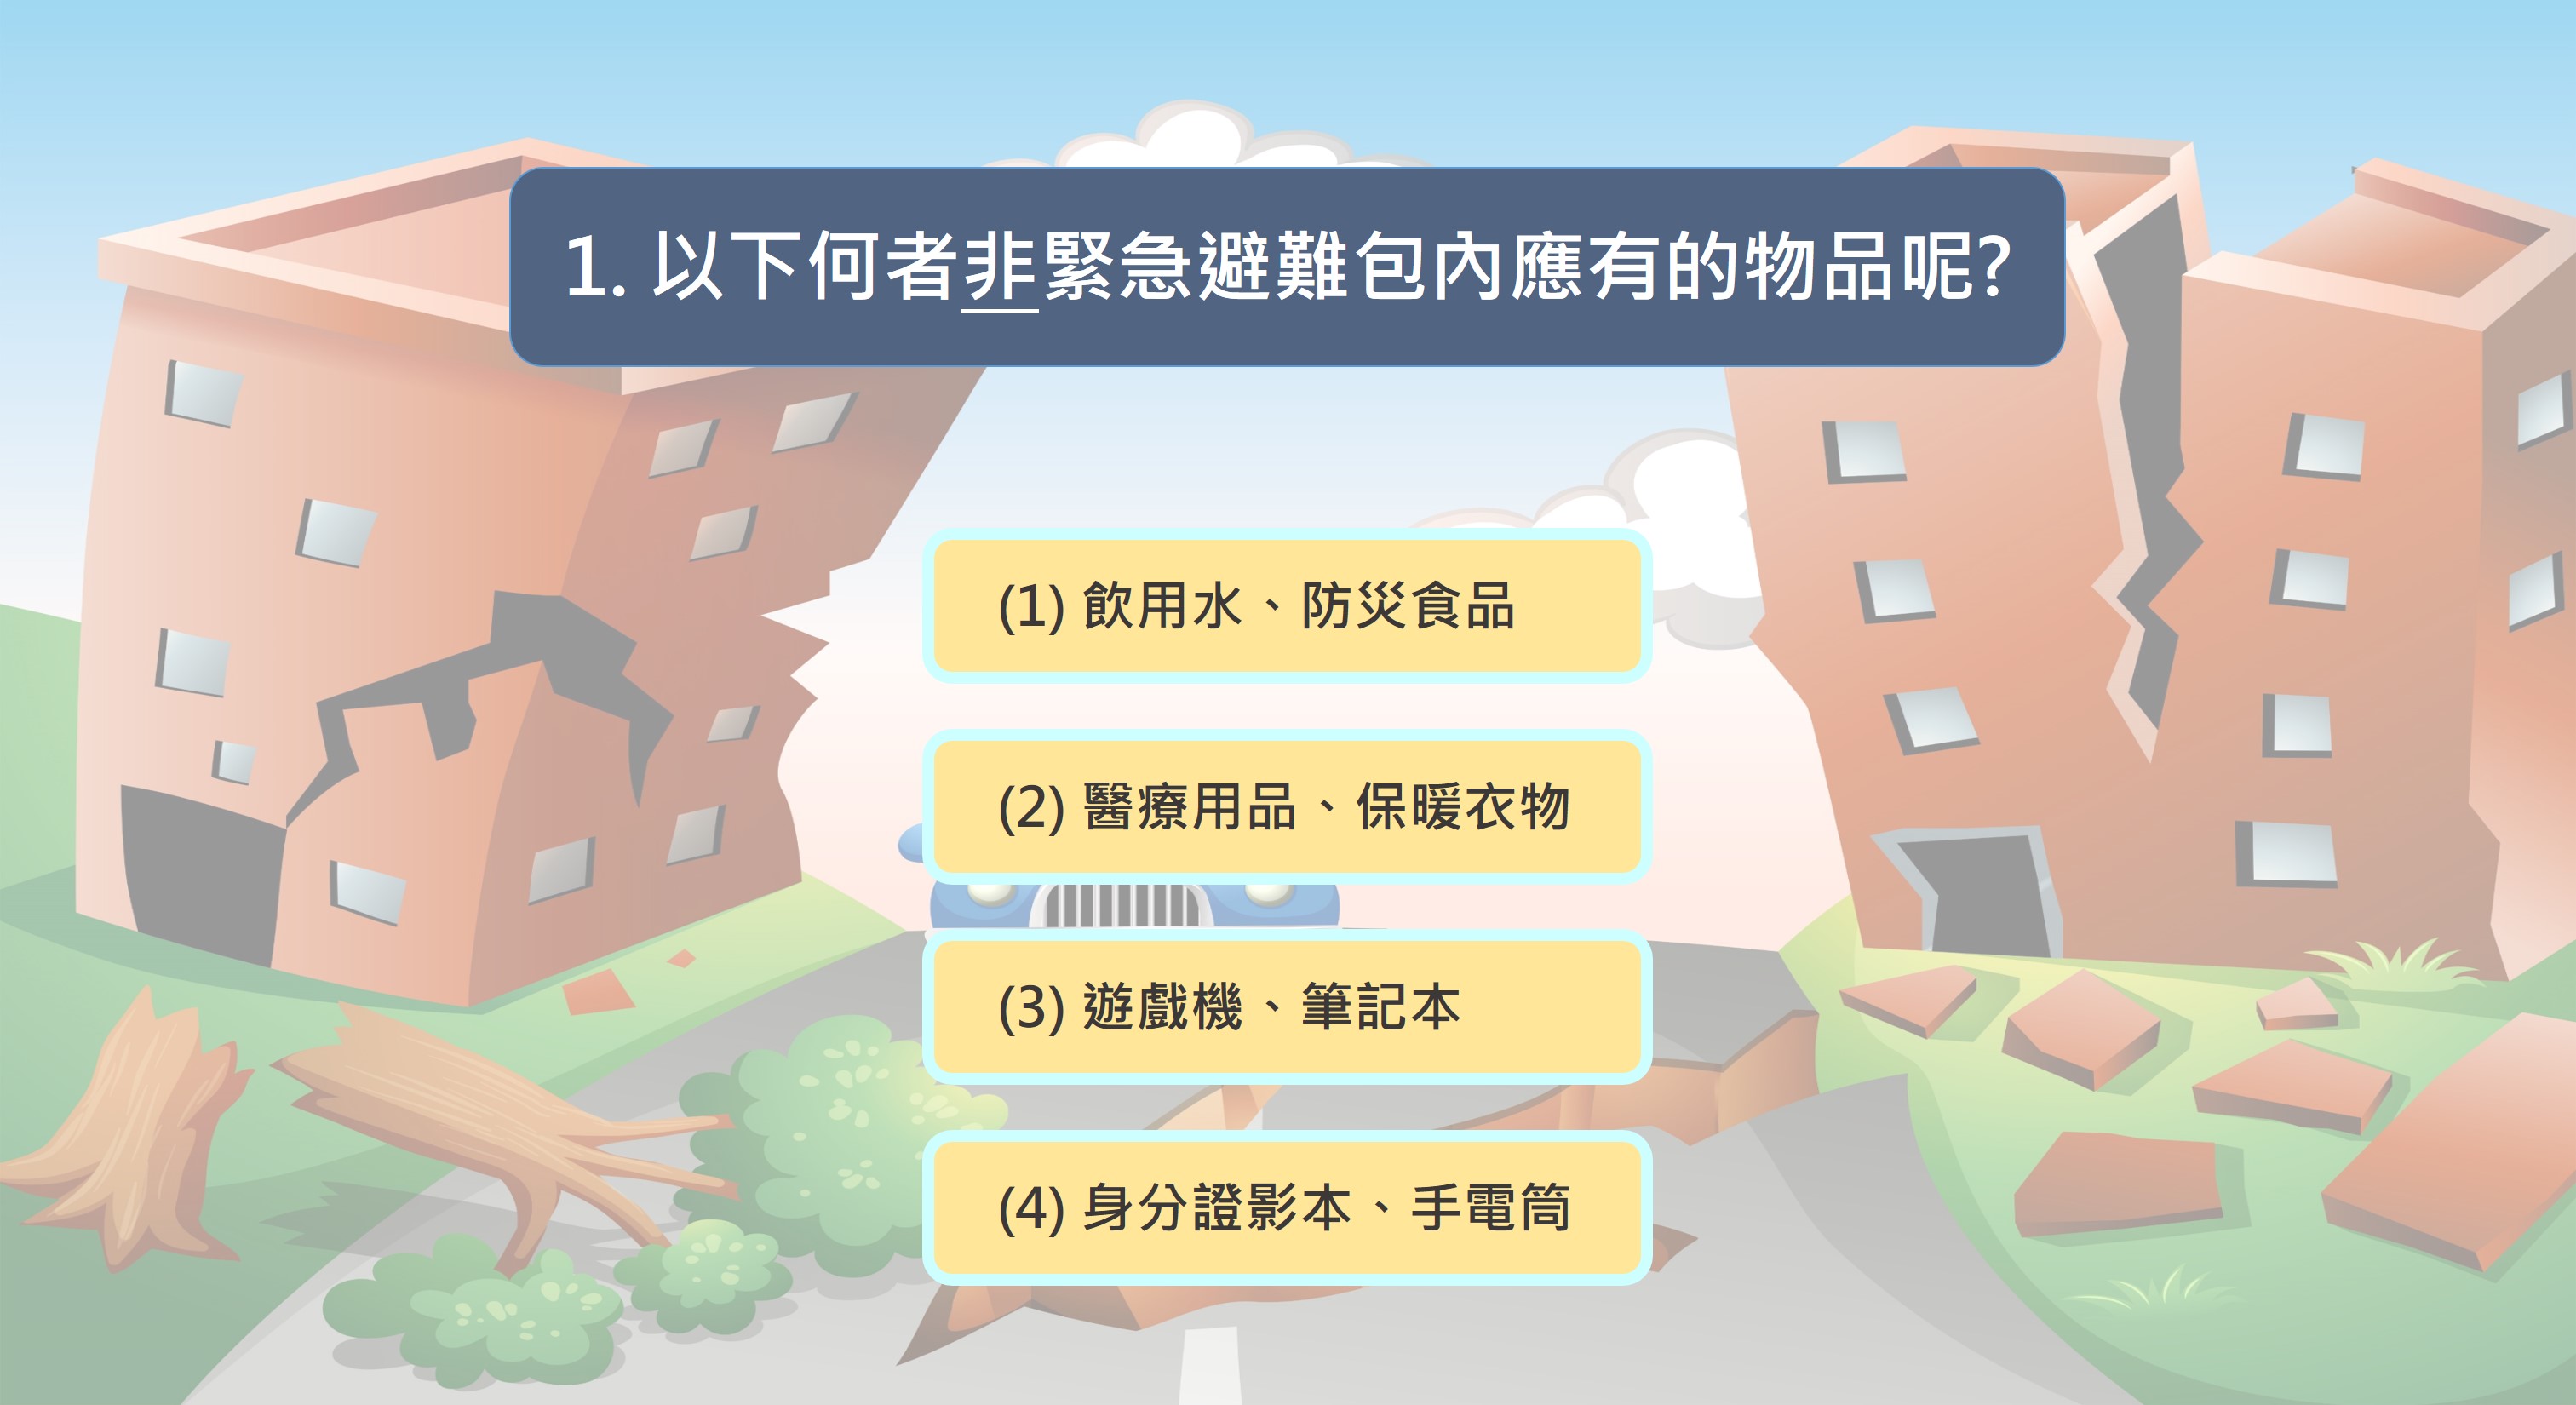 1. 以下何者非緊急避難包內應有的物品呢?
(1) 飲用水、防災食品
(2) 醫療用品、保暖衣物
(3) 遊戲機、筆記本
(4) 身分證影本、手電筒